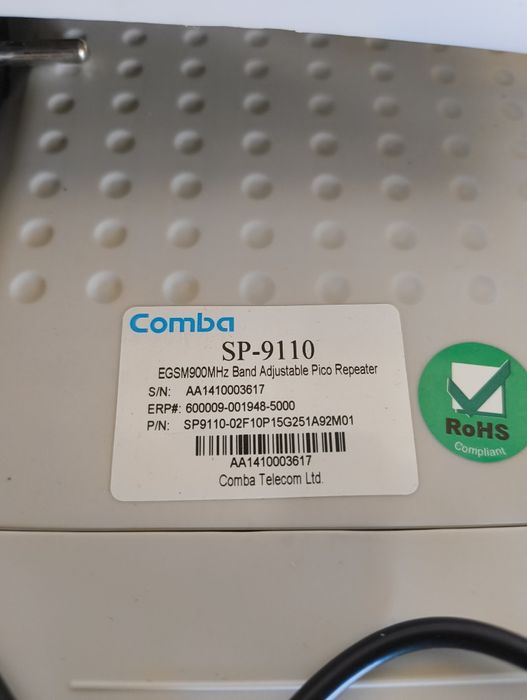 Comba
SP-9110
EGSM900MHz Band Adjustable Pico Repeater
S/N: AA1410003617
ERP#: 600009-001948-5000
P/N: SP9110-02F10P15G251A92M01
AA1410003617
Comba Telecom Ltd.
RoHS
Compliant